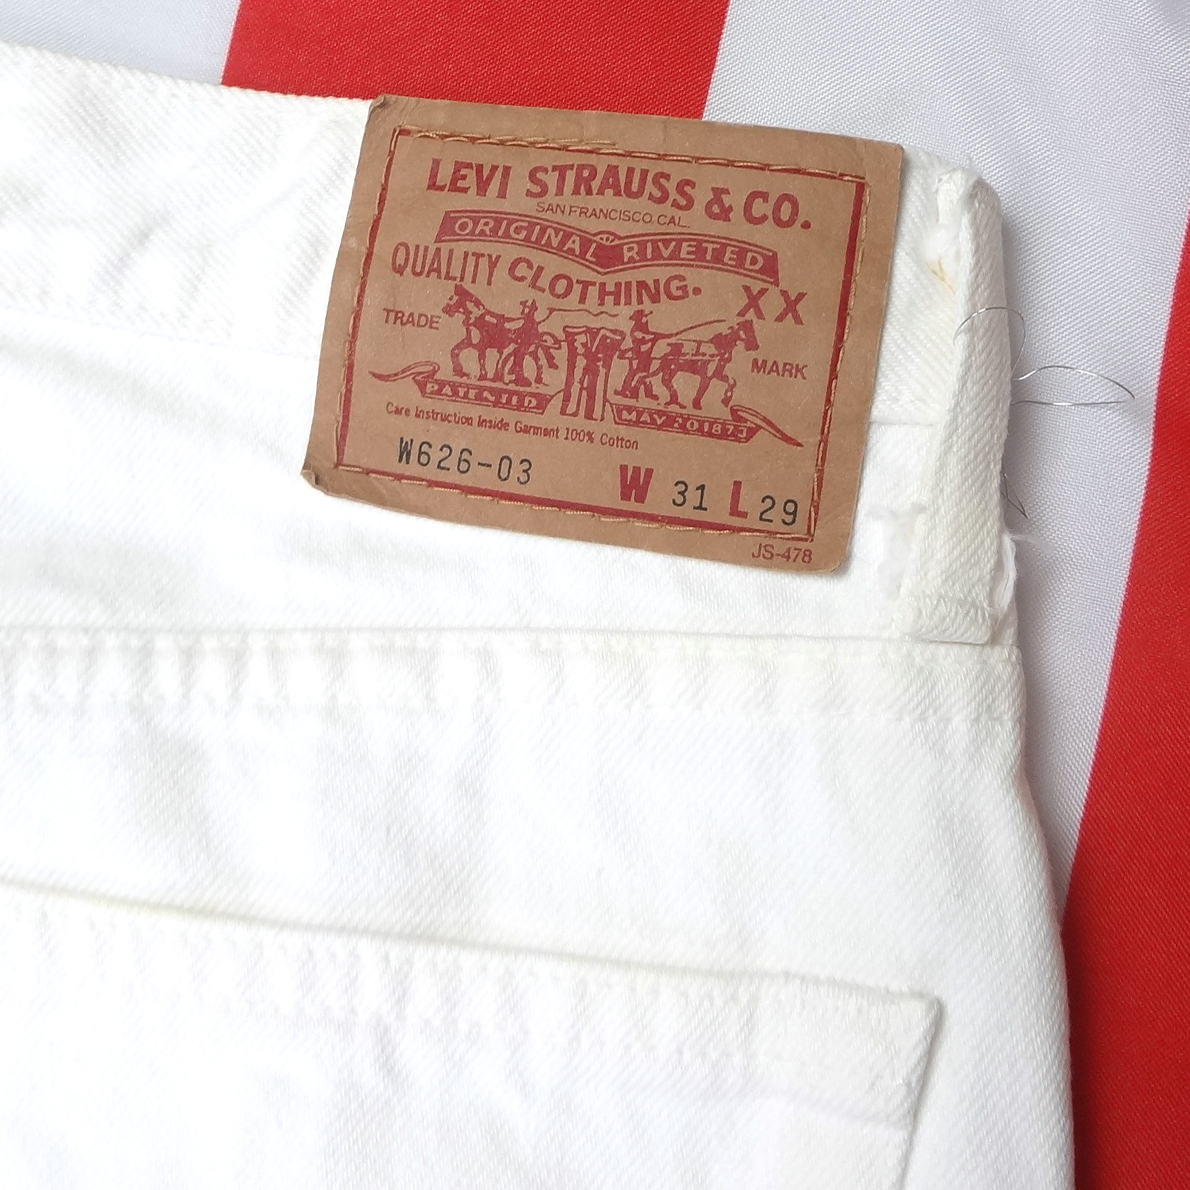 LEVI STRAUSS & CO.
SAN FRANCISCO, CAL.
ORIGINAL RIVETED
QUALITY CLOTHING. XX
TRADE MARK
PATENTED MAY 20 1873
Care Instruction Inside Garment 100% Cotton
W626-03 W 31 L 29
JS-478